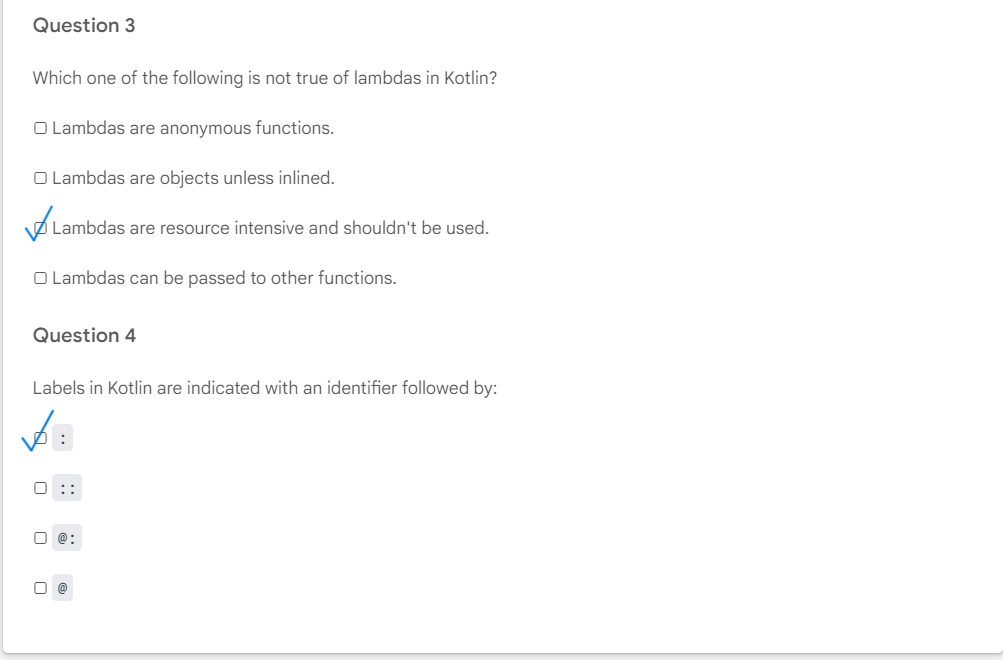 Question 3
Which one of the following is not true of lambdas in Kotlin?
Lambdas are anonymous functions.
Lambdas are objects unless inlined.
Lambdas are resource intensive and shouldn't be used.
Lambdas can be passed to other functions.
Question 4
Labels in Kotlin are indicated with an identifier followed by:
:
::
@:
@